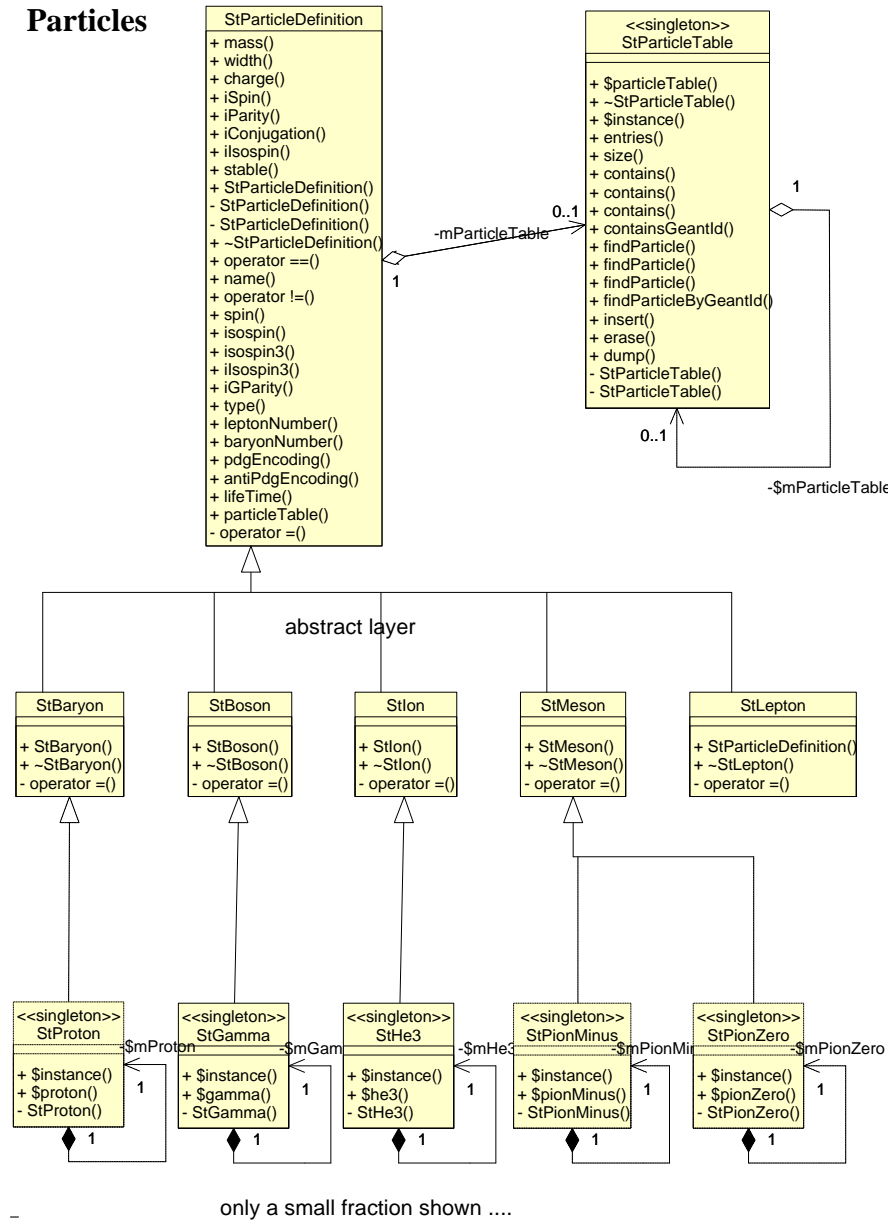 Particles
StParticleDefinition
+ mass()
+ width()
+ charge()
+ iSpin()
+ iParity()
+ iConjugation()
+ iIsospin()
+ stable()
+ StParticleDefinition()
- StParticleDefinition()
- StParticleDefinition()
+ ~StParticleDefinition()
+ operator ==()
+ name()
+ operator !=()
+ spin()
+ isospin()
+ isospin3()
+ iIsospin3()
+ iGParity()
+ type()
+ leptonNumber()
+ baryonNumber()
+ pdgEncoding()
+ antiPdgEncoding()
+ lifeTime()
+ particleTable()
- operator =()
1
-mParticleTable
0..1
<<singleton>>
StParticleTable
+ $particleTable()
+ ~StParticleTable()
+ $instance()
+ entries()
+ size()
+ contains()
+ contains()
+ contains()
+ containsGeantId()
+ findParticle()
+ findParticle()
+ findParticle()
+ findParticleByGeantId()
+ insert()
+ erase()
+ dump()
- StParticleTable()
- StParticleTable()
1
0..1
-$mParticleTable
abstract layer
StBaryon
+ StBaryon()
+ ~StBaryon()
- operator =()
StBoson
+ StBoson()
+ ~StBoson()
- operator =()
StIon
+ StIon()
+ ~StIon()
- operator =()
StMeson
+ StMeson()
+ ~StMeson()
- operator =()
StLepton
+ StParticleDefinition()
+ ~StLepton()
- operator =()
<<singleton>>
StProton
+ $instance()
+ $proton()
- StProton()
-$mProton
1
1
<<singleton>>
StGamma
+ $instance()
+ $gamma()
- StGamma()
-$mGam
1
1
<<singleton>>
StHe3
+ $instance()
+ $he3()
- StHe3()
-$mHe3
1
1
<<singleton>>
StPionMinus
+ $instance()
+ $pionMinus()
- StPionMinus()
-$mPionMin
1
1
<<singleton>>
StPionZero
+ $instance()
+ $pionZero()
- StPionZero()
-$mPionZero
1
1
only a small fraction shown ....